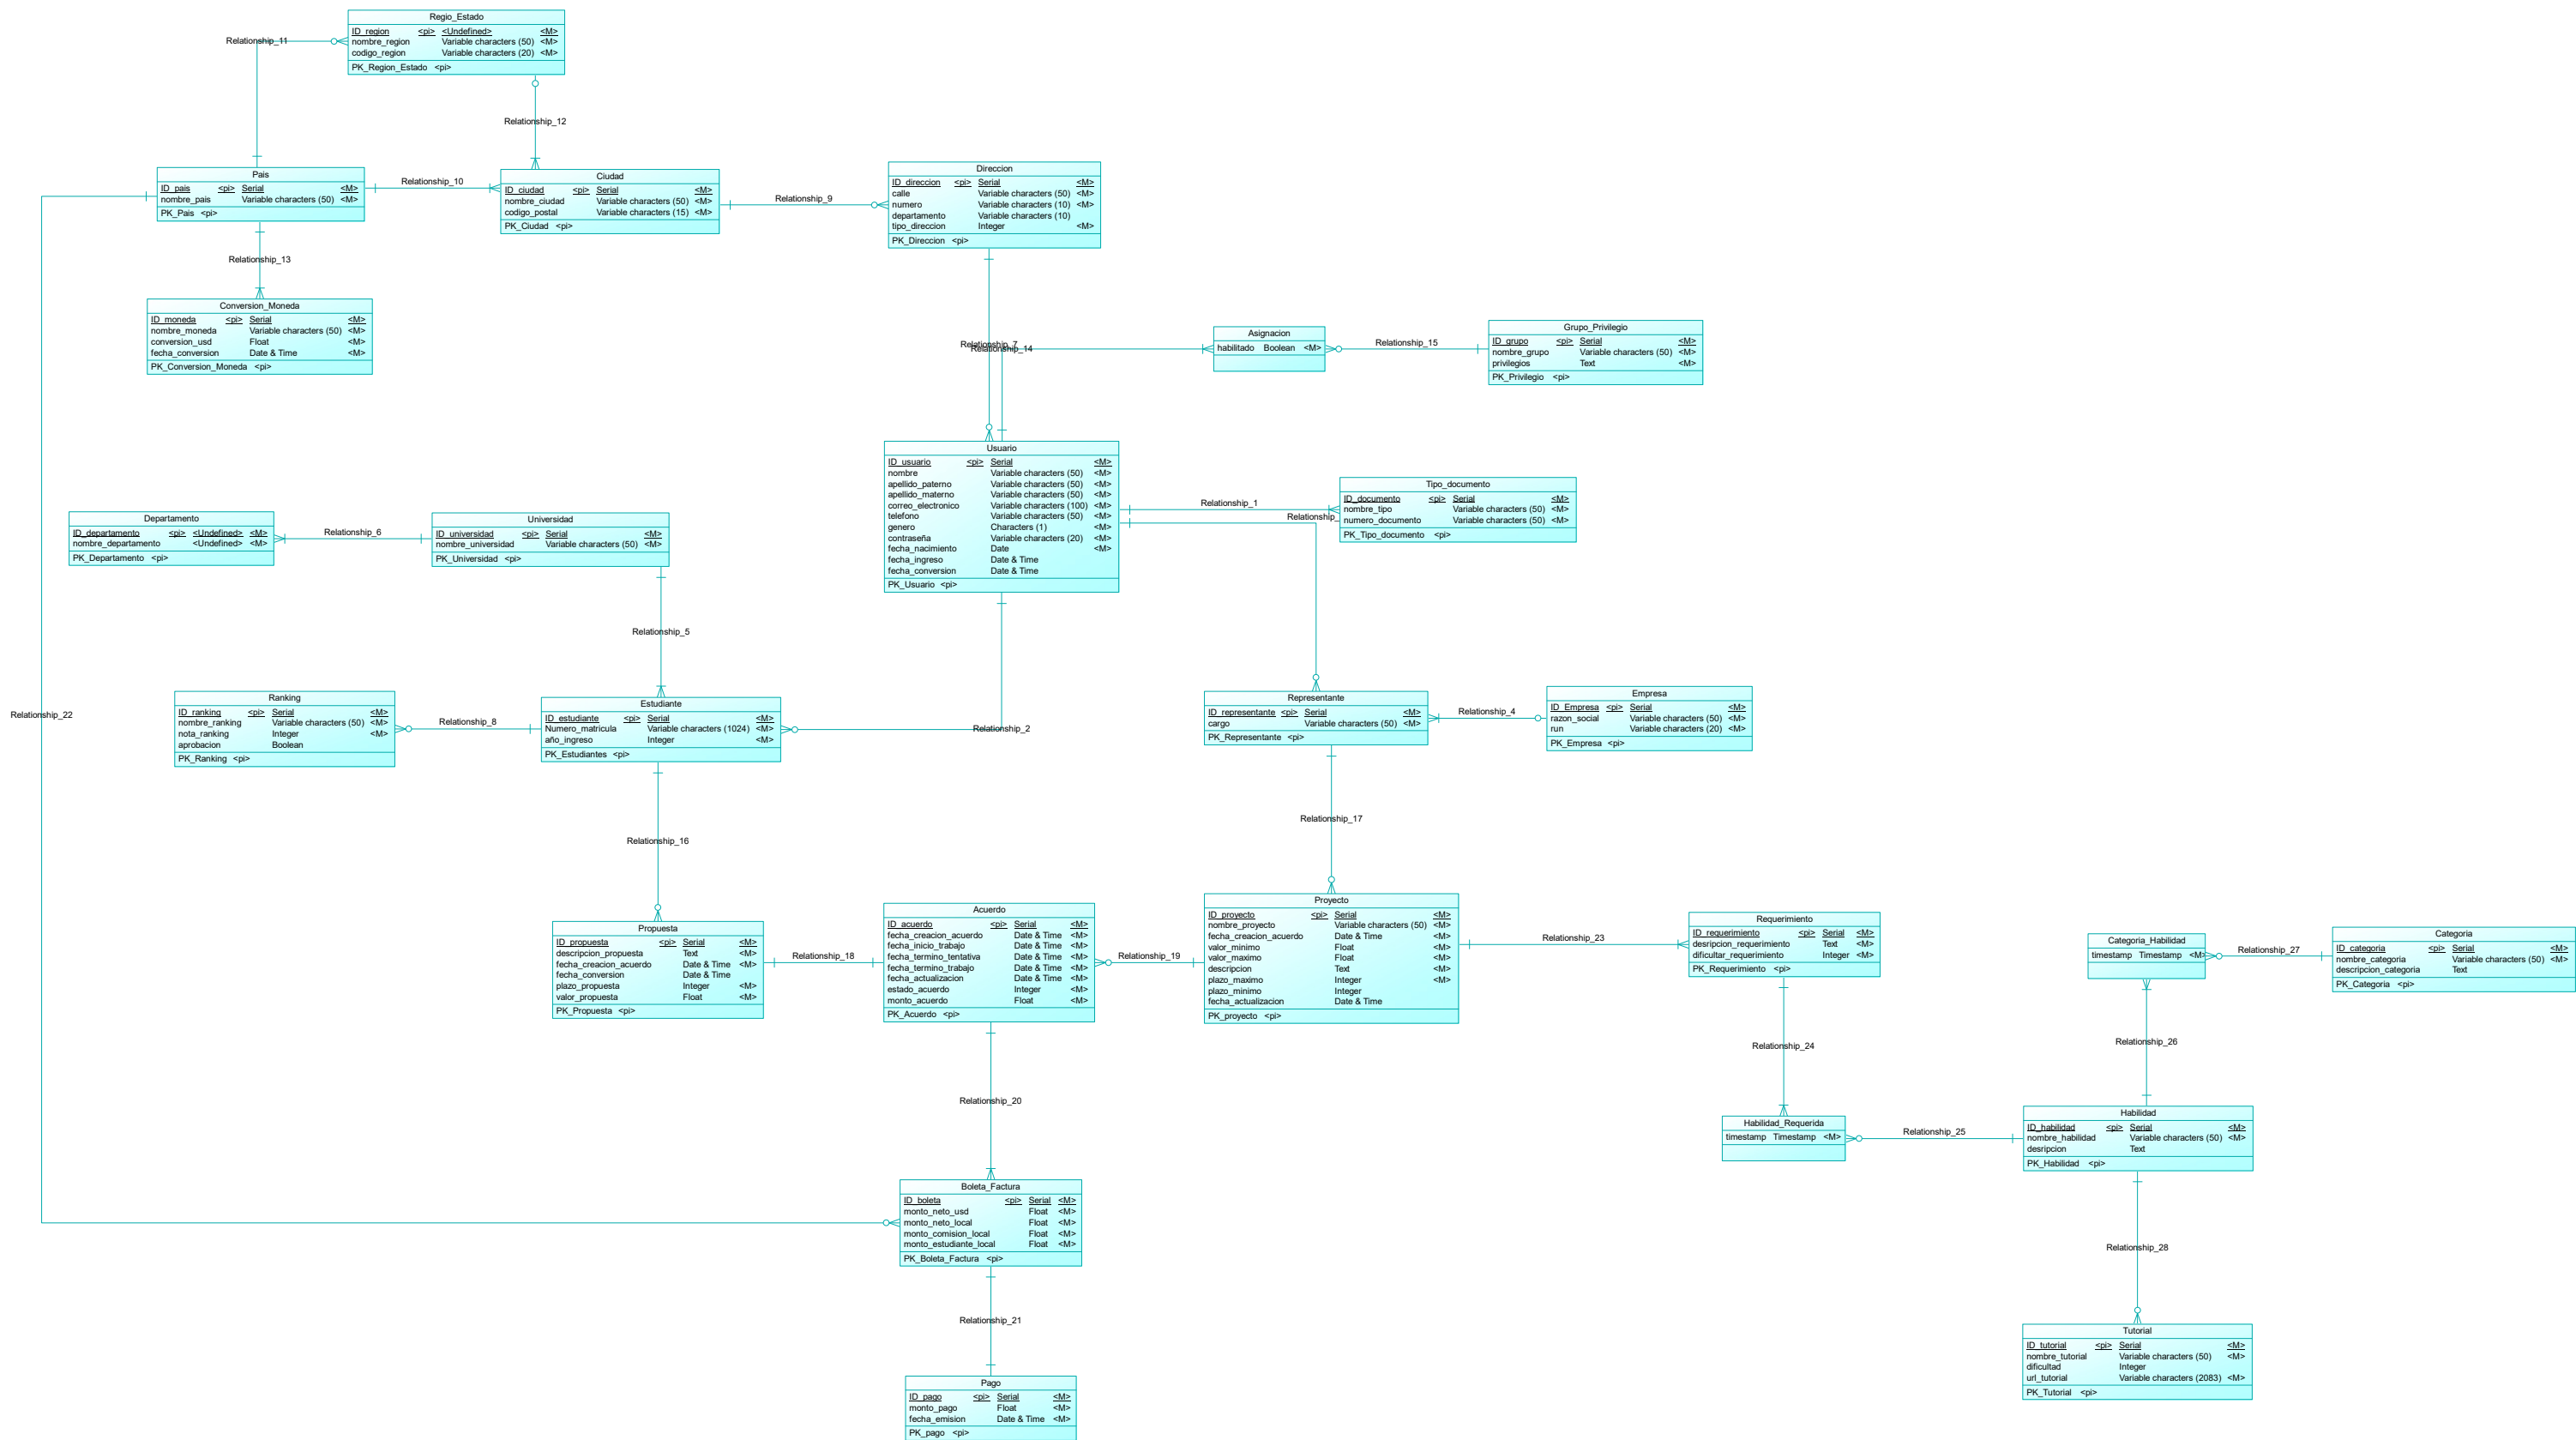 Regio_Estado
ID_region <pi> <Undefined> <M>
nombre_region Variable characters (50) <M>
codigo_region Variable characters (20) <M>
PK_Region_Estado <pi>
Relationship_11
Relationship_12
Pais
ID_pais <pi> Serial <M>
nombre_pais Variable characters (50) <M>
PK_Pais <pi>
Relationship_10
Ciudad
ID_ciudad <pi> Serial <M>
nombre_ciudad Variable characters (50) <M>
codigo_postal Variable characters (15) <M>
PK_Ciudad <pi>
Relationship_9
Direccion
ID_direccion <pi> Serial <M>
calle Variable characters (50) <M>
numero Variable characters (10) <M>
departamento Variable characters (10)
tipo_direccion Integer <M>
PK_Direccion <pi>
Relationship_13
Conversion_Moneda
ID_moneda <pi> Serial <M>
nombre_moneda Variable characters (50) <M>
conversion_usd Float <M>
fecha_conversion Date & Time <M>
PK_Conversion_Moneda <pi>
Relationship_7
Relationship_14
Asignacion
habilitado Boolean <M>
Relationship_15
Grupo_Privilegio
ID_grupo <pi> Serial <M>
nombre_grupo Variable characters (50) <M>
privilegios Text <M>
PK_Privilegio <pi>
Usuario
ID_usuario <pi> Serial <M>
nombre Variable characters (50) <M>
apellido_paterno Variable characters (50) <M>
apellido_materno Variable characters (50) <M>
correo_electronico Variable characters (100) <M>
telefono Variable characters (50) <M>
genero Characters (1) <M>
contraseña Variable characters (20) <M>
fecha_nacimiento Date <M>
fecha_ingreso Date & Time
fecha_conversion Date & Time
PK_Usuario <pi>
Relationship_1
Relationship_
Tipo_documento
ID_documento <pi> Serial <M>
nombre_tipo Variable characters (50) <M>
numero_documento Variable characters (50) <M>
PK_Tipo_documento <pi>
Departamento
ID_departamento <pi> <Undefined> <M>
nombre_departamento <Undefined> <M>
PK_Departamento <pi>
Relationship_6
Universidad
ID_universidad <pi> Serial <M>
nombre_universidad Variable characters (50) <M>
PK_Universidad <pi>
Relationship_5
Relationship_22
Ranking
ID_ranking <pi> Serial <M>
nombre_ranking Variable characters (50) <M>
nota_ranking Integer <M>
aprobacion Boolean
PK_Ranking <pi>
Relationship_8
Estudiante
ID_estudiante <pi> Serial <M>
Numero_matricula Variable characters (1024) <M>
año_ingreso Integer <M>
PK_Estudiantes <pi>
Relationship_2
Representante
ID_representante <pi> Serial <M>
cargo Variable characters (50) <M>
PK_Representante <pi>
Relationship_4
Empresa
ID_Empresa <pi> Serial <M>
razon_social Variable characters (50) <M>
run Variable characters (20) <M>
PK_Empresa <pi>
Relationship_16
Relationship_17
Propuesta
ID_propuesta <pi> Serial <M>
descripcion_propuesta Text <M>
fecha_creacion_acuerdo Date & Time <M>
fecha_conversion Date & Time
plazo_propuesta Integer <M>
valor_propuesta Float <M>
PK_Propuesta <pi>
Relationship_18
Acuerdo
ID_acuerdo <pi> Serial <M>
fecha_creacion_acuerdo Date & Time <M>
fecha_inicio_trabajo Date & Time <M>
fecha_termino_tentativa Date & Time <M>
fecha_termino_trabajo Date & Time <M>
fecha_actualizacion Date & Time <M>
estado_acuerdo Integer <M>
monto_acuerdo Float <M>
PK_Acuerdo <pi>
Relationship_19
Proyecto
ID_proyecto <pi> Serial <M>
nombre_proyecto Variable characters (50) <M>
fecha_creacion_acuerdo Date & Time <M>
valor_minimo Float <M>
valor_maximo Float <M>
descripcion Text <M>
plazo_maximo Integer <M>
plazo_minimo Integer
fecha_actualizacion Date & Time
PK_proyecto <pi>
Relationship_23
Requerimiento
ID_requerimiento <pi> Serial <M>
desripcion_requerimiento Text <M>
dificultar_requerimiento Integer <M>
PK_Requerimiento <pi>
Categoria_Habilidad
timestamp Timestamp <M>
Relationship_27
Categoria
ID_categoria <pi> Serial <M>
nombre_categoria Variable characters (50) <M>
descripcion_categoria Text
PK_Categoria <pi>
Relationship_24
Relationship_26
Relationship_20
Habilidad_Requerida
timestamp Timestamp <M>
Relationship_25
Habilidad
ID_habilidad <pi> Serial <M>
nombre_habilidad Variable characters (50) <M>
desripcion Text
PK_Habilidad <pi>
Boleta_Factura
ID_boleta <pi> Serial <M>
monto_neto_usd Float <M>
monto_neto_local Float <M>
monto_comision_local Float <M>
monto_estudiante_local Float <M>
PK_Boleta_Factura <pi>
Relationship_28
Relationship_21
Tutorial
ID_tutorial <pi> Serial <M>
nombre_tutorial Variable characters (50) <M>
dificultad Integer
url_tutorial Variable characters (2083) <M>
PK_Tutorial <pi>
Pago
ID_pago <pi> Serial <M>
monto_pago Float <M>
fecha_emision Date & Time <M>
PK_pago <pi>